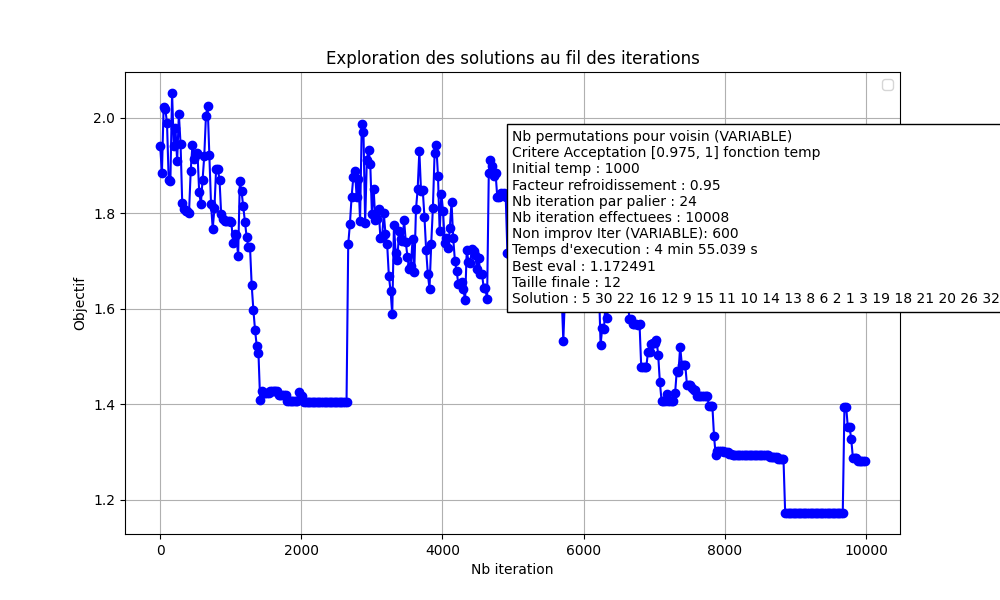 Exploration des solutions au fil des iterations
Objectif
2.0
1.8
1.6
1.4
1.2
Nb permutations pour voisin (VARIABLE)
Critere Acceptation [0.975, 1] fonction temp
Initial temp : 1000
Facteur refroidissement : 0.95
Nb iteration par palier : 24
Nb iteration effectuees : 10008
Non improv Iter (VARIABLE): 600
Temps d'execution : 4 min 55.039 s
Best eval : 1.172491
Taille finale : 12
Solution : 5 30 22 16 12 9 15 11 10 14 13 8 6 2 1 3 19 18 21 20 26 32
0 2000 4000 6000 8000 10000
Nb iteration